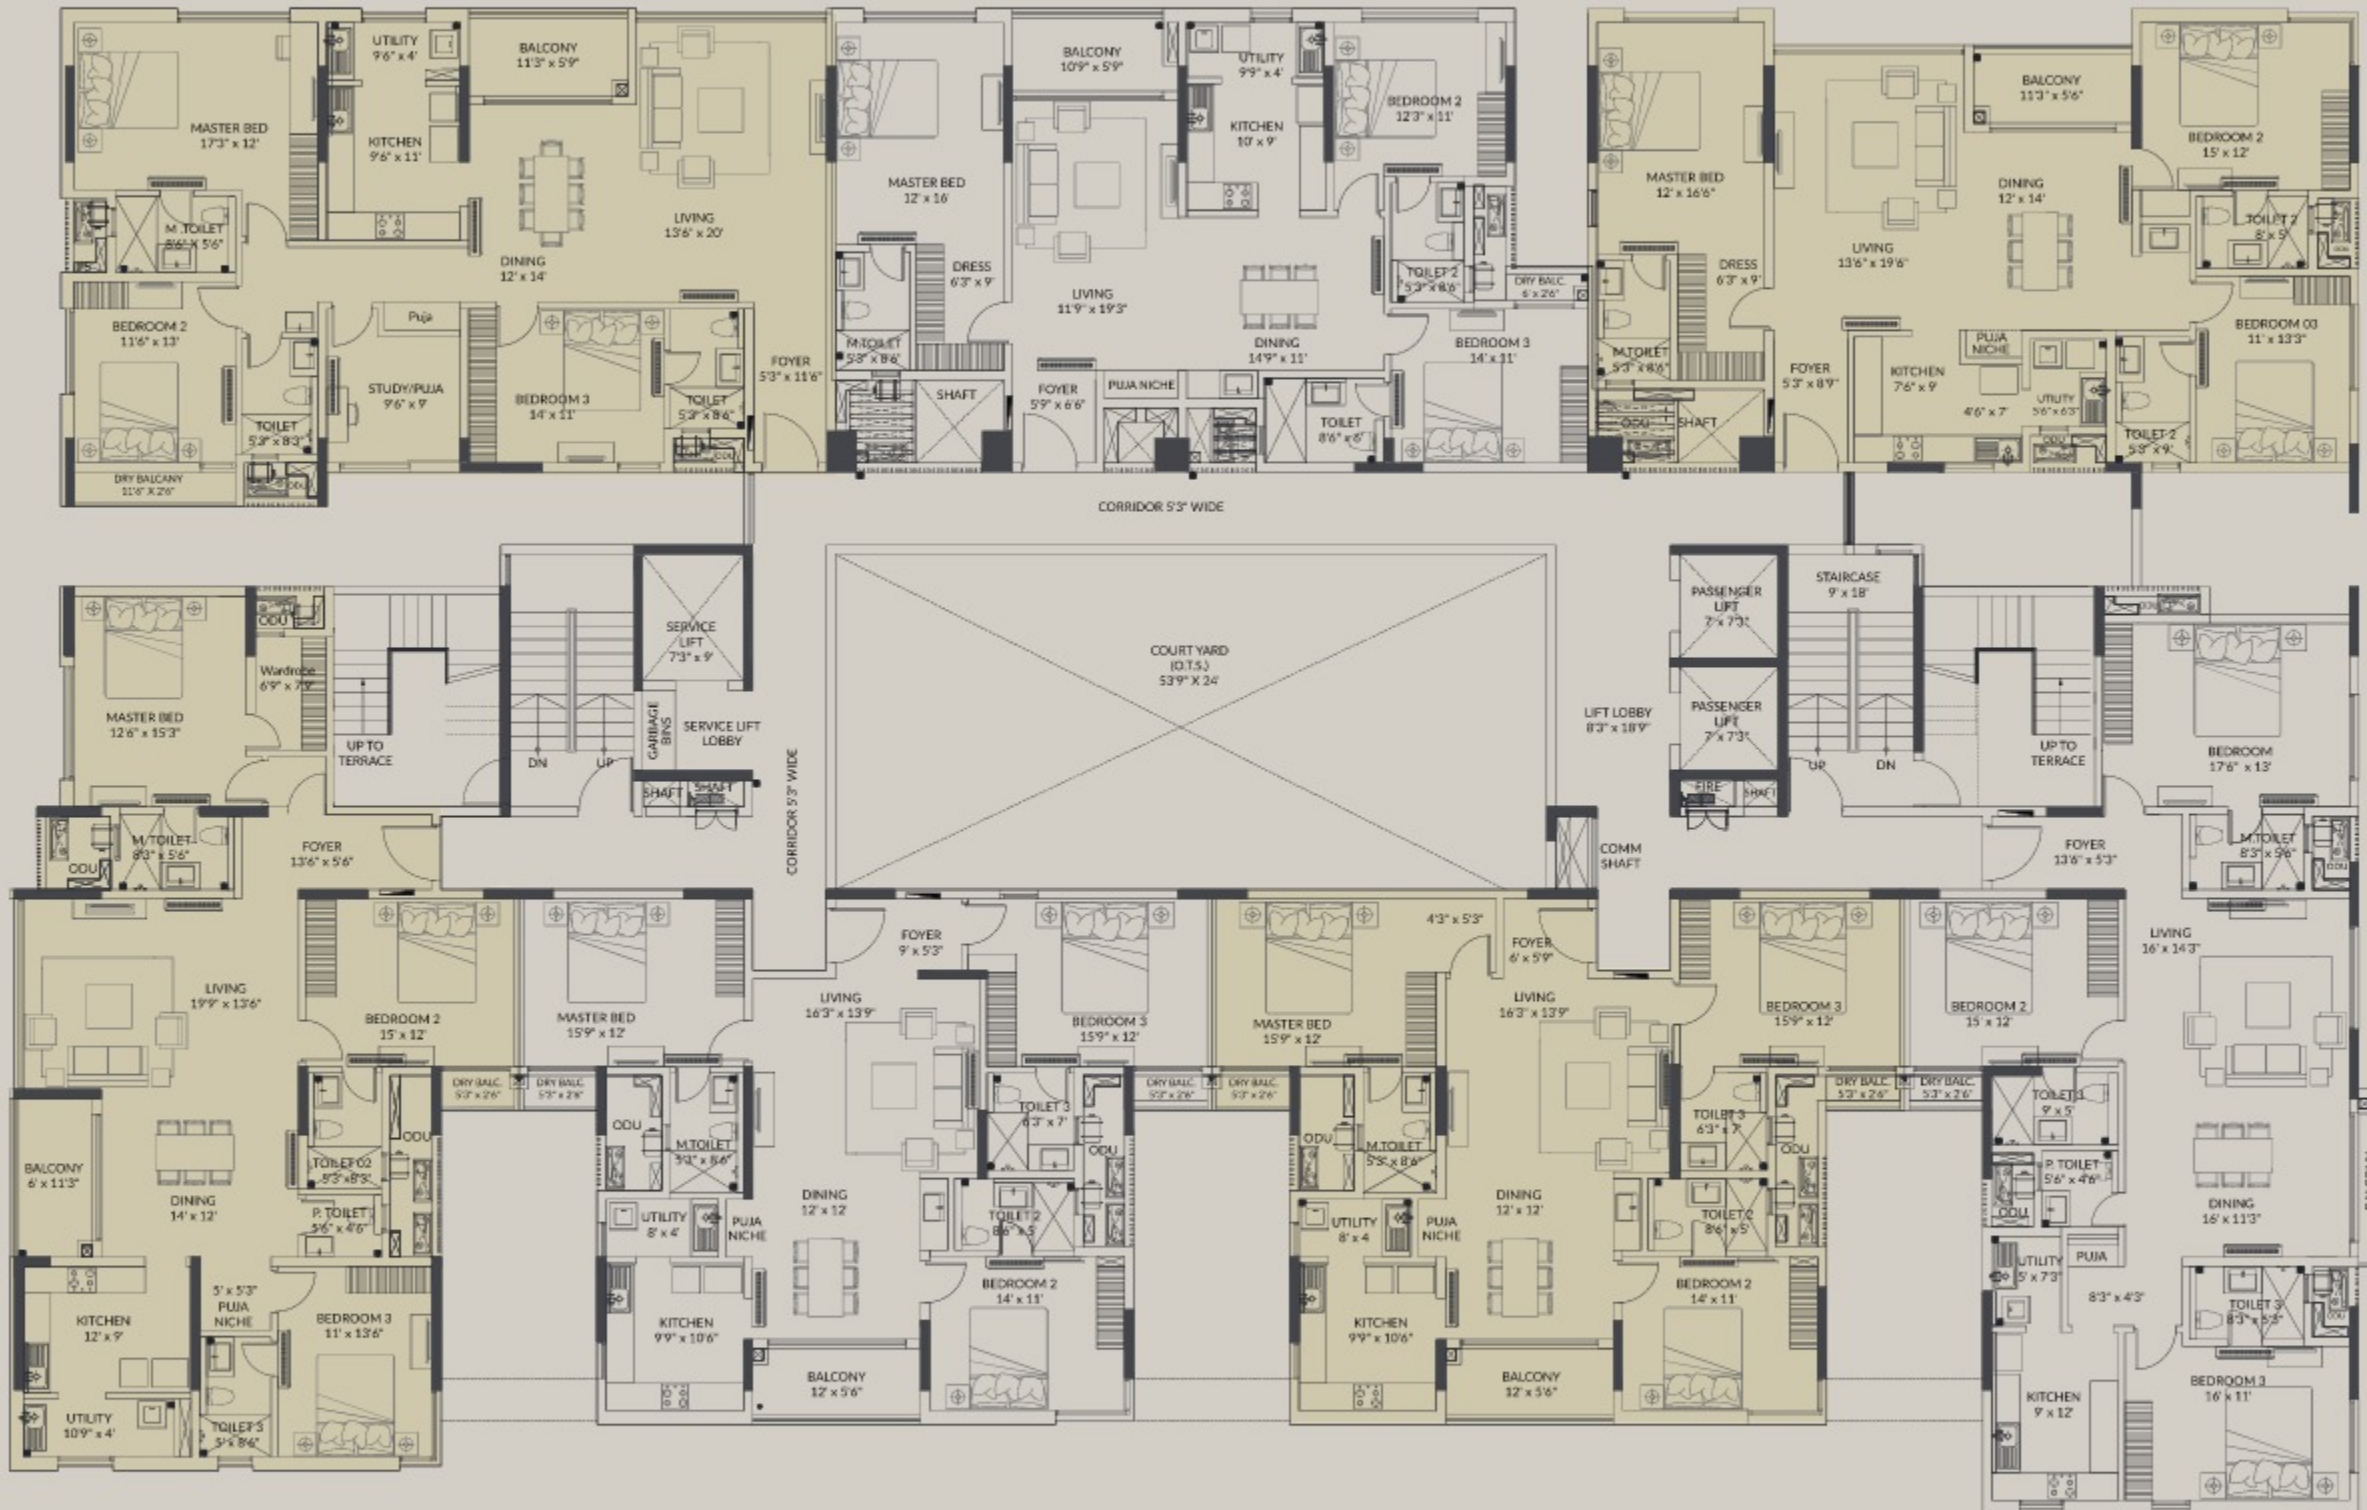 MASTER BED
17'3" x 12'
UTILITY
9'6" x 4'
KITCHEN
9'6" x 11'
BALCONY
11'3" x 5'9"
LIVING
13'6" x 20'
DINING
12' x 14'
M .TOILET
8'6" X 5'6"
BEDROOM 2
11'6" x 13'
TOILET
5'3" x 8'3"
DRY BALCANY
11'6" X 2'6"
ODU
Puja
STUDY/PUJA
9'6" x 9'
BEDROOM 3
14' x 11'
TOILET
5'3" x 8'6"
ODU
FOYER
5'3" x 11'6"
MASTER BED
12' x 16'
BALCONY
10'9" x 5'9"
UTILITY
9'9" x 4'
KITCHEN
10' x 9'
BEDROOM 2
12'3" x 11'
DRESS
6'3" x 9'
LIVING
11'9" x 19'3"
TOILET 2
5'3" x 8'6"
DRY BALC.
6' x 2'6"
M.TOILET
5'3" x 8'6"
SHAFT
FOYER
5'9" x 6'6"
PUJA NICHE
DINING
14'9" x 11'
BEDROOM 3
14' x 11'
TOILET
8'6" x 6'
MASTER BED
12' x 16'6"
BALCONY
11'3" x 5'6"
BEDROOM 2
15' x 12'
DINING
12' x 14'
LIVING
13'6" x 19'6"
TOILET 2
8' x 5'
ODU
DRESS
6'3" x 9'
M.TOILET
5'3" x 8'6"
ODU
SHAFT
FOYER
5'3" x 8'9"
KITCHEN
7'6" x 9'
PUJA
NICHE
4'6" x 7'
UTILITY
5'6" x 6'3"
ODU
BEDROOM 03
11' x 13'3"
TOILET-2
5'3" x 9'
CORRIDOR 5'3" WIDE
MASTER BED
12'6" x 15'3"
ODU
Wardrobe
6'9" x 7'9"
UP TO
TERRACE
DN
UP
SERVICE
LIFT
7'3" x 9'
GARBAGE
BINS
SERVICE LIFT
LOBBY
SHAFT
SHAFT
CORRIDOR 5'3" WIDE
COURT YARD
(O.T.S.)
53'9" X 24'
LIFT LOBBY
8'3" x 18'9"
PASSENGER
LIFT
7' x 7'3"
PASSENGER
LIFT
7' x 7'3"
FIRE
SHAFT
STAIRCASE
9' x 18'
UP
DN
UP TO
TERRACE
ODU
BEDROOM
17'6" x 13'
COMM
SHAFT
FOYER
13'6" x 5'3"
M.TOILET
8'3" x 5'6"
ODU
M.TOILET
8'3" x 5'6"
ODU
FOYER
13'6" x 5'6"
LIVING
19'9" x 13'6"
BEDROOM 2
15' x 12'
DRY BALC.
5'3" x 2'6"
BALCONY
6' x 11'3"
DINING
14' x 12'
TOILET 02
5'3" x 8'3"
ODU
P. TOILET
5'6" x 4'6"
KITCHEN
12' x 9'
5' x 5'3"
PUJA
NICHE
BEDROOM 3
11' x 13'6"
UTILITY
10'9" x 4'
TOILET 3
5' x 8'6"
MASTER BED
15'9" x 12'
DRY BALC.
5'3" x 2'6"
FOYER
9' x 5'3"
LIVING
16'3" x 13'9"
BEDROOM 3
15'9" x 12'
ODU
M.TOILET
5'3" x 8'6"
TOILET 3
6'3" x 7'
ODU
DRY BALC.
5'3" x 2'6"
UTILITY
8' x 4'
PUJA
NICHE
DINING
12' x 12'
TOILET 2
8'6" x 5'
KITCHEN
9'9" x 10'6"
BEDROOM 2
14' x 11'
BALCONY
12' x 5'6"
MASTER BED
15'9" x 12'
4'3" x 5'3"
FOYER
6' x 5'9"
LIVING
16'3" x 13'9"
BEDROOM 3
15'9" x 12'
DRY BALC.
5'3" x 2'6"
ODU
M.TOILET
5'3" x 8'6"
TOILET 3
6'3" x 7'
ODU
DRY BALC.
5'3" x 2'6"
UTILITY
8' x 4
PUJA
NICHE
DINING
12' x 12'
TOILET 2
8'6" x 5'
KITCHEN
9'9" x 10'6"
BEDROOM 2
14' x 11'
BALCONY
12' x 5'6"
BEDROOM 2
15' x 12'
DRY BALC.
5'3" x 2'6"
LIVING
16' x 14'3"
9' x 5'
P. TOILET
5'6" x 4'6"
ODU
DINING
16' x 11'3"
UTILITY
5' x 7'3"
PUJA
8'3" x 4'3"
TOILET 3
8'3" x 5'3"
ODU
KITCHEN
9' x 12'
BEDROOM 3
16' x 11'